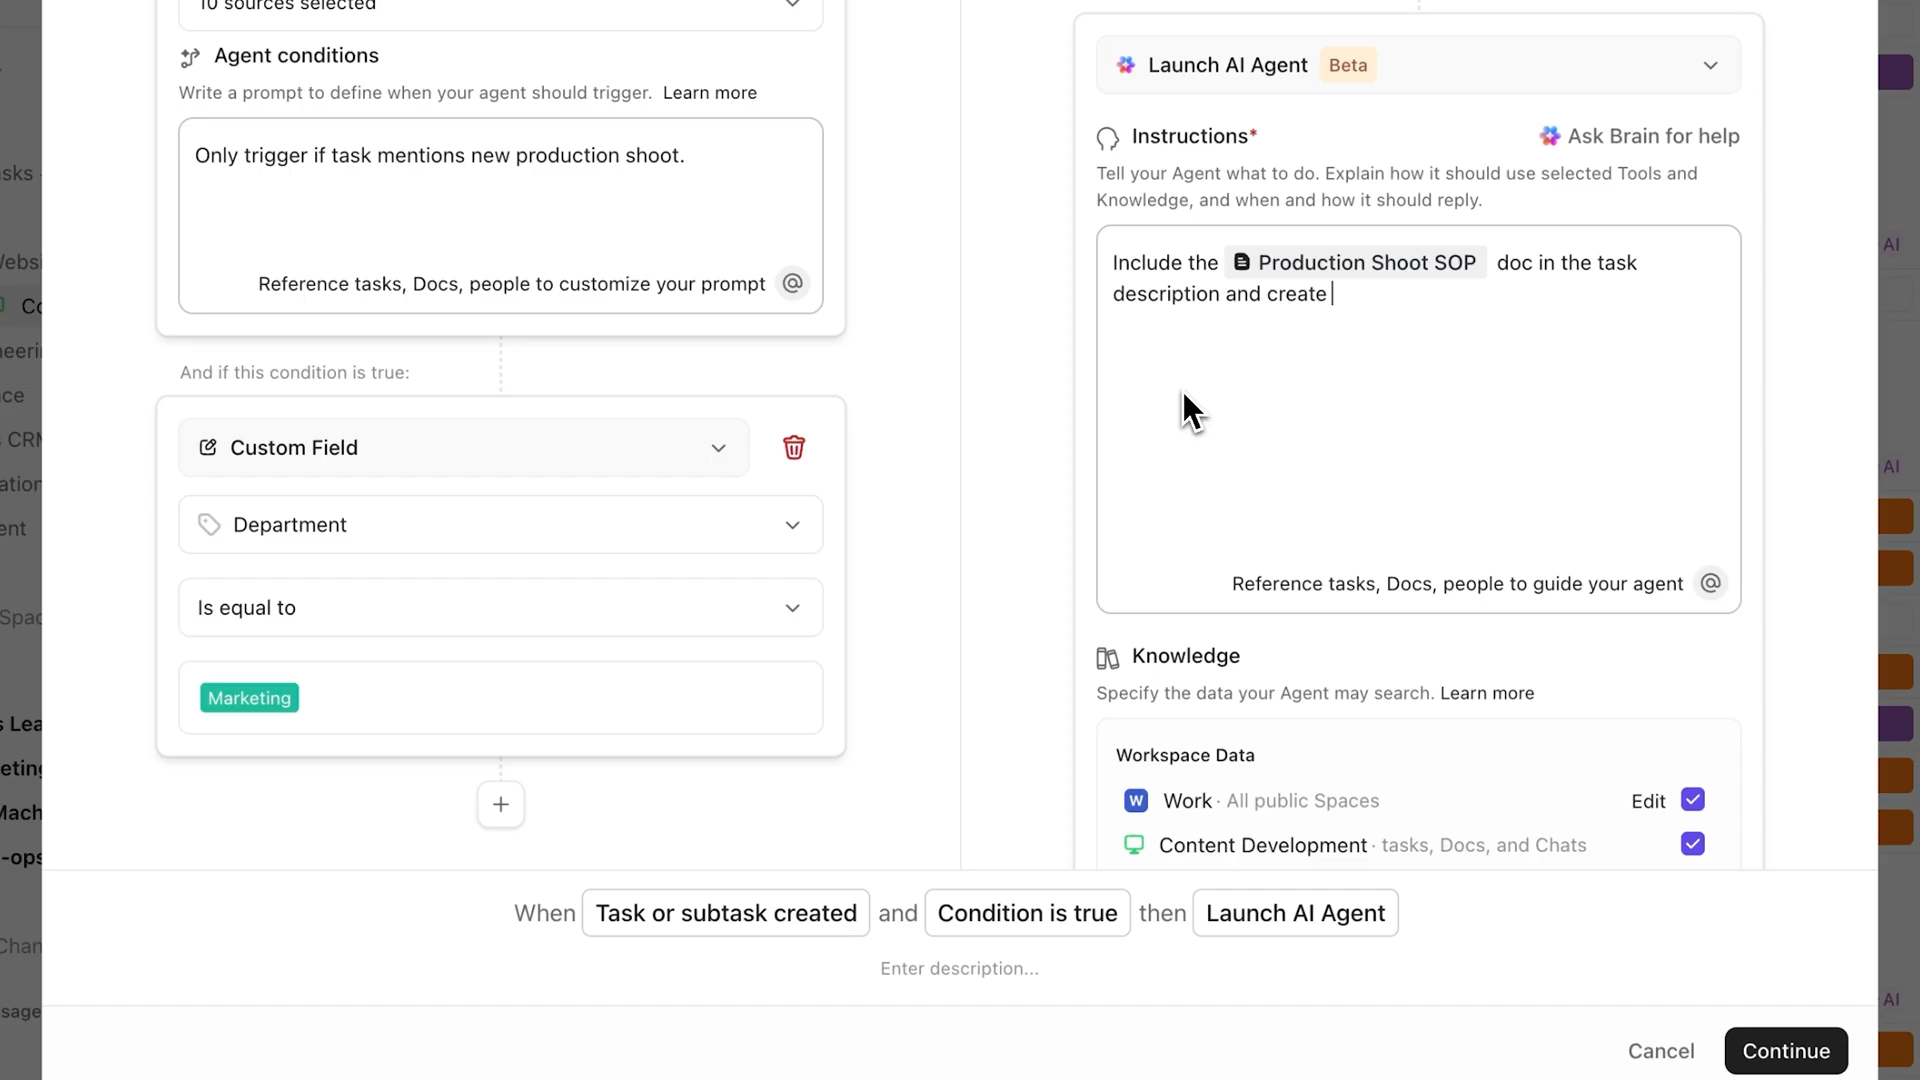 10 sources selected
Agent conditions
Write a prompt to define when your agent should trigger. Learn more
Only trigger if task mentions new production shoot.
Reference tasks, Docs, people to customize your prompt @
And if this condition is true:
Custom Field
Department
Is equal to
Marketing
+
Launch AI Agent Beta
Instructions*
Ask Brain for help
Tell your Agent what to do. Explain how it should use selected Tools and
Knowledge, and when and how it should reply.
Include the Production Shoot SOP doc in the task
description and create
Reference tasks, Docs, people to guide your agent @
Knowledge
Specify the data your Agent may search. Learn more
Workspace Data
W Work · All public Spaces Edit
Content Development · tasks, Docs, and Chats
When Task or subtask created and Condition is true then Launch AI Agent
Enter description...
Cancel
Continue
AI
AI
AI